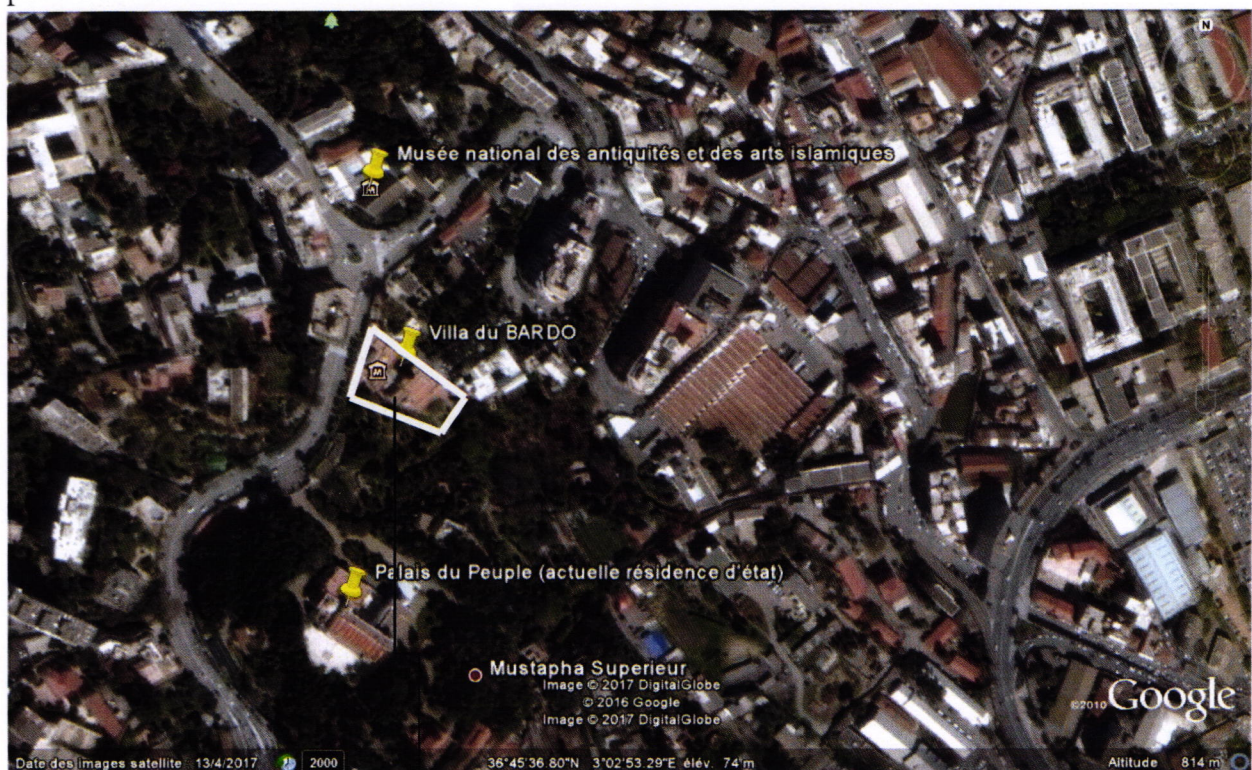 N
Musée national des antiquités et des arts islamiques
Villa du BARDO
Palais du Peuple (actuelle résidence d'état)
Mustapha Superieur
Image © 2017 DigitalGlobe
© 2016 Google
Image © 2017 DigitalGlobe
©2010 Google
Date des images satellite : 13/4/2017 2000 36°45'36.80"N 3°02'53.29"E élév. 74 m Altitude 814 m